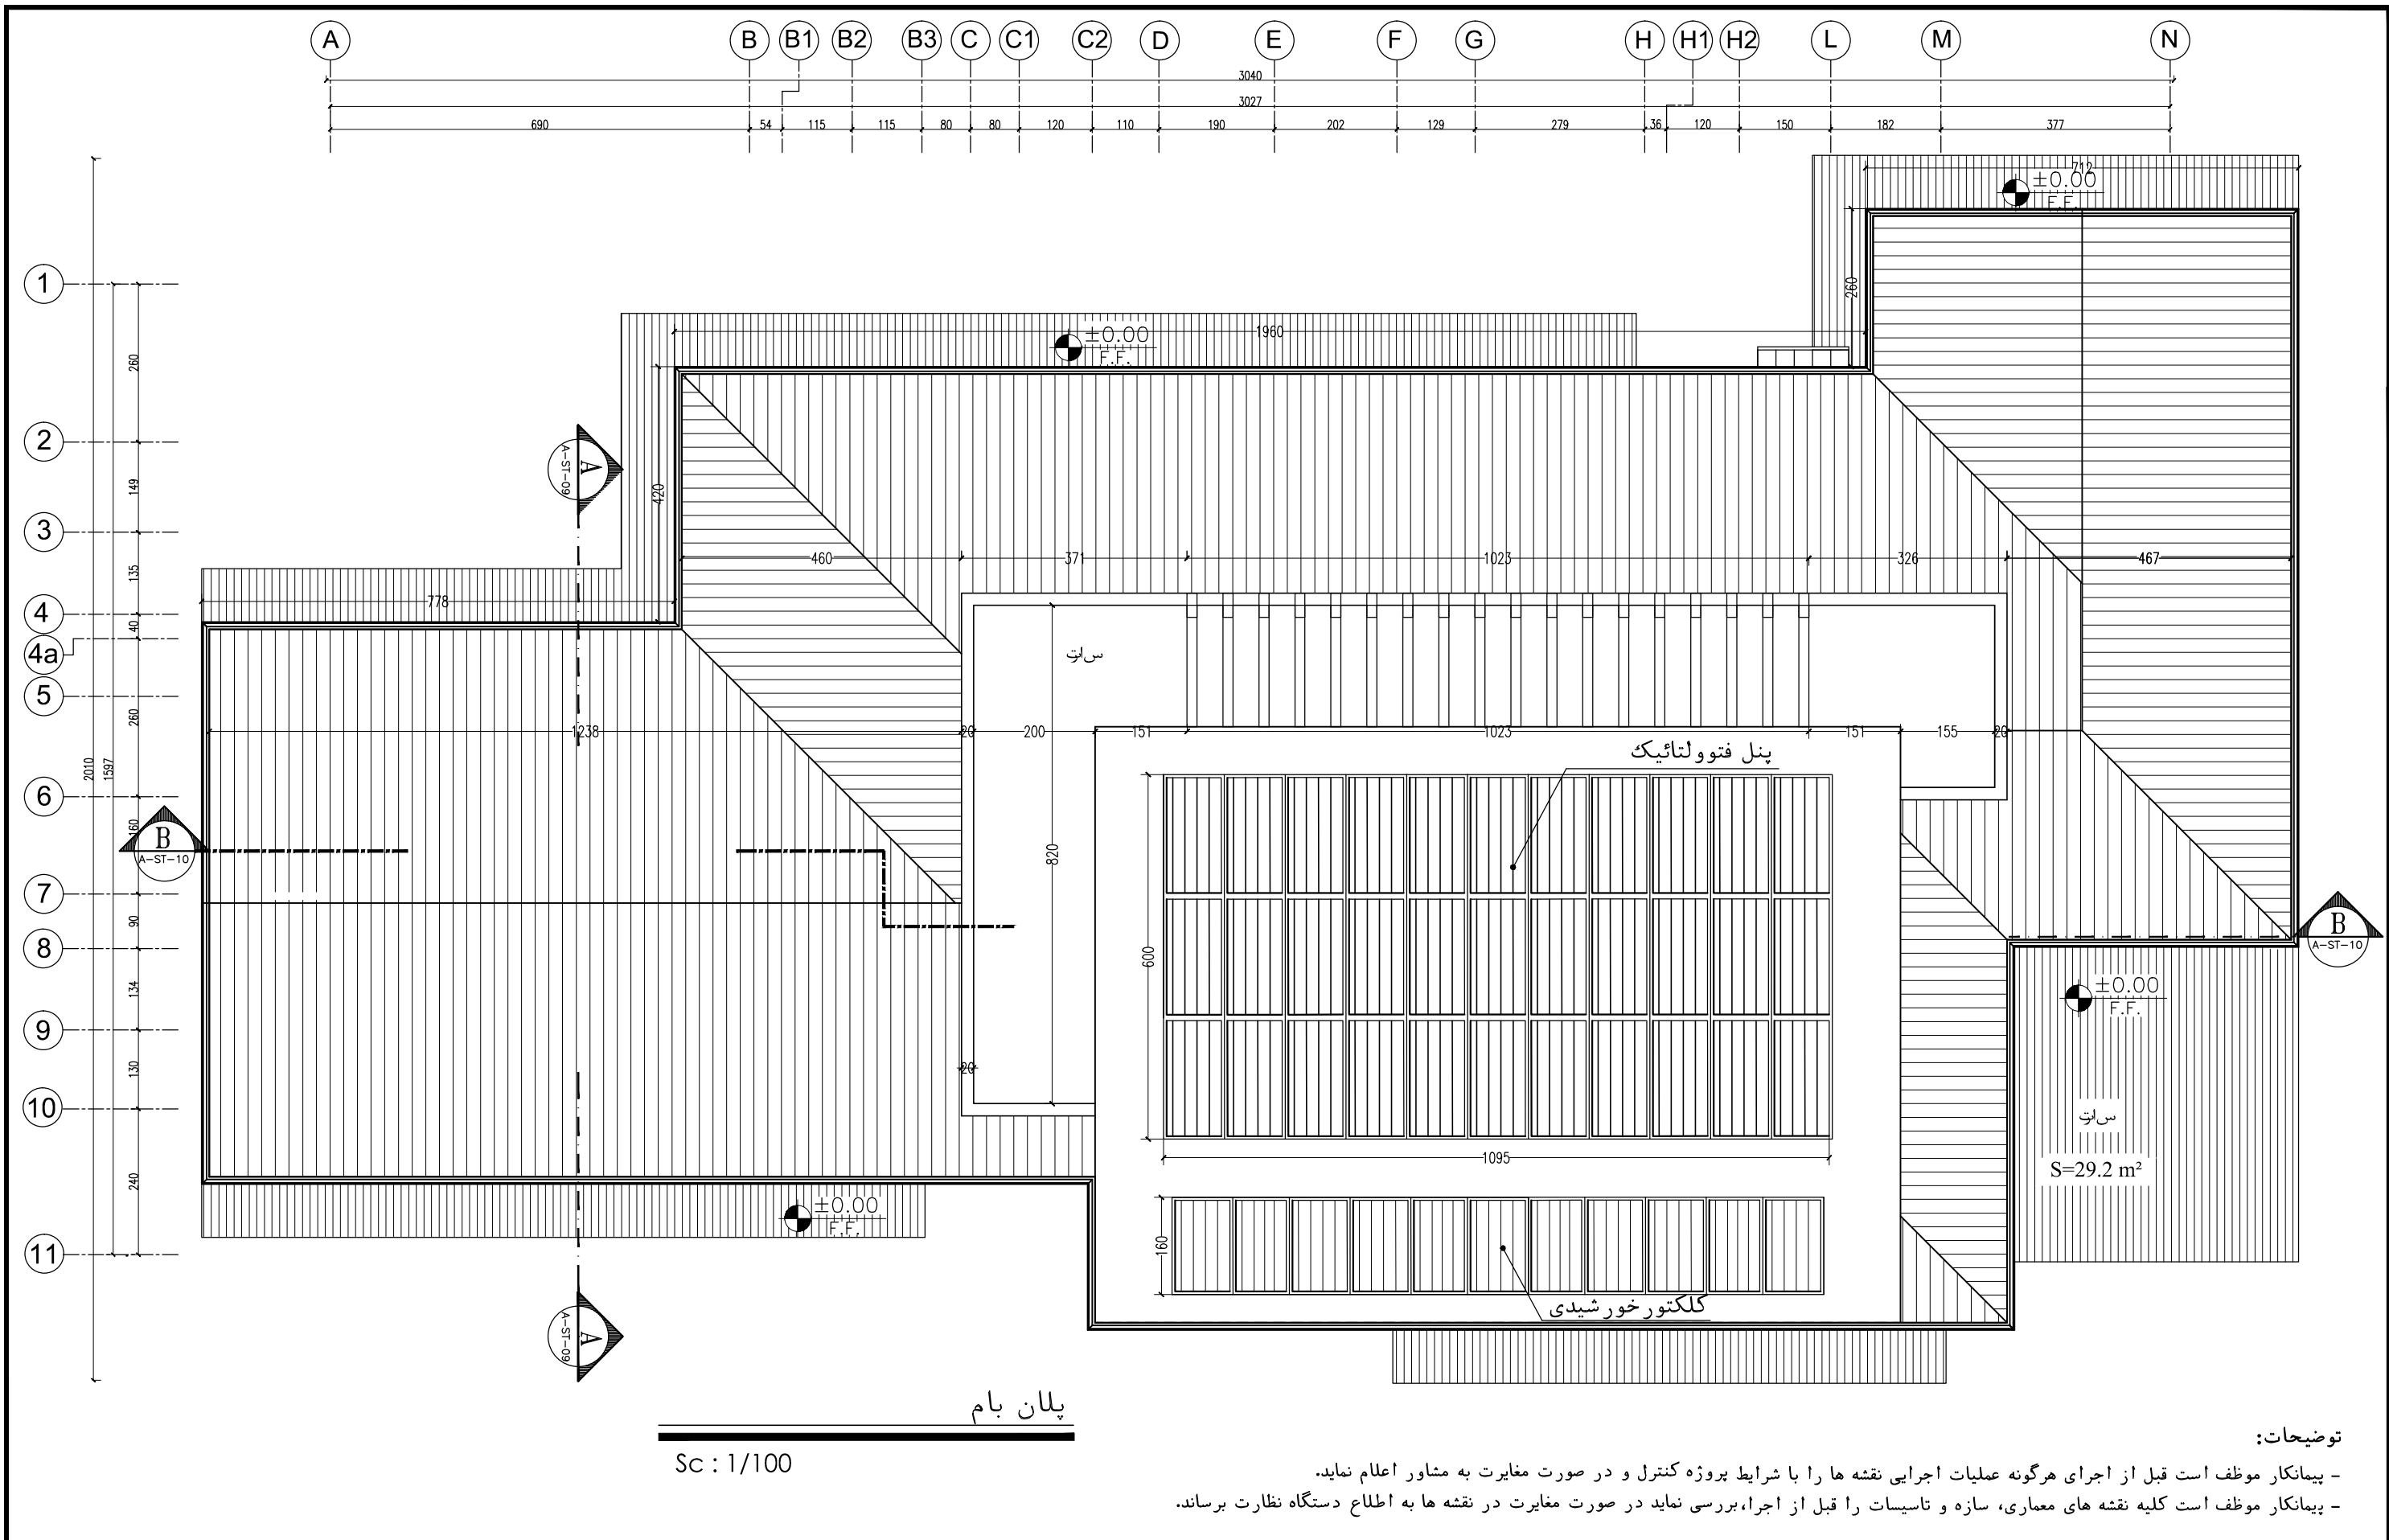 A B B1 B2 B3 C C1 C2 D E F G H H1 H2 L M N
3040
3027
690 54 115 115 80 80 120 110 190 202 129 279 36 120 150 182 377
712
±0.00
F.F.
1
260
260
1960
±0.00
F.F.
2
A
A-ST-09
149
420
3
135
460 371 1023 326 467
778
4
40
4a
سات
5
260
1238 20 200 151 1023 151 155 20
پنل فتوولتائیک
2010
1597
6
160
B
A-ST-10
820
7
90
8
B
A-ST-10
600
134
±0.00
F.F.
9
130
20
10
سات
1095
S=29.2 m²
240
±0.00
F.F.
160
11
کلکتور خورشیدی
A
A-ST-09
پلان بام
Sc : 1/100
توضیحات:
- پیمانکار موظف است قبل از اجرای هرگونه عملیات اجرایی نقشه ها را با شرایط پروژه کنترل و در صورت مغایرت به مشاور اعلام نماید.
- پیمانکار موظف است کلیه نقشه های معماری، سازه و تاسیسات را قبل از اجرا،بررسی نماید در صورت مغایرت در نقشه ها به اطلاع دستگاه نظارت برساند.